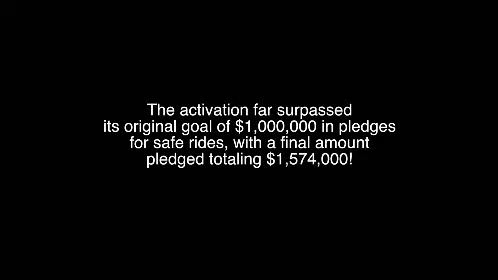 The activation far surpassed
its original goal of $1,000,000 in pledges
for safe rides, with a final amount
pledged totaling $1,574,000!